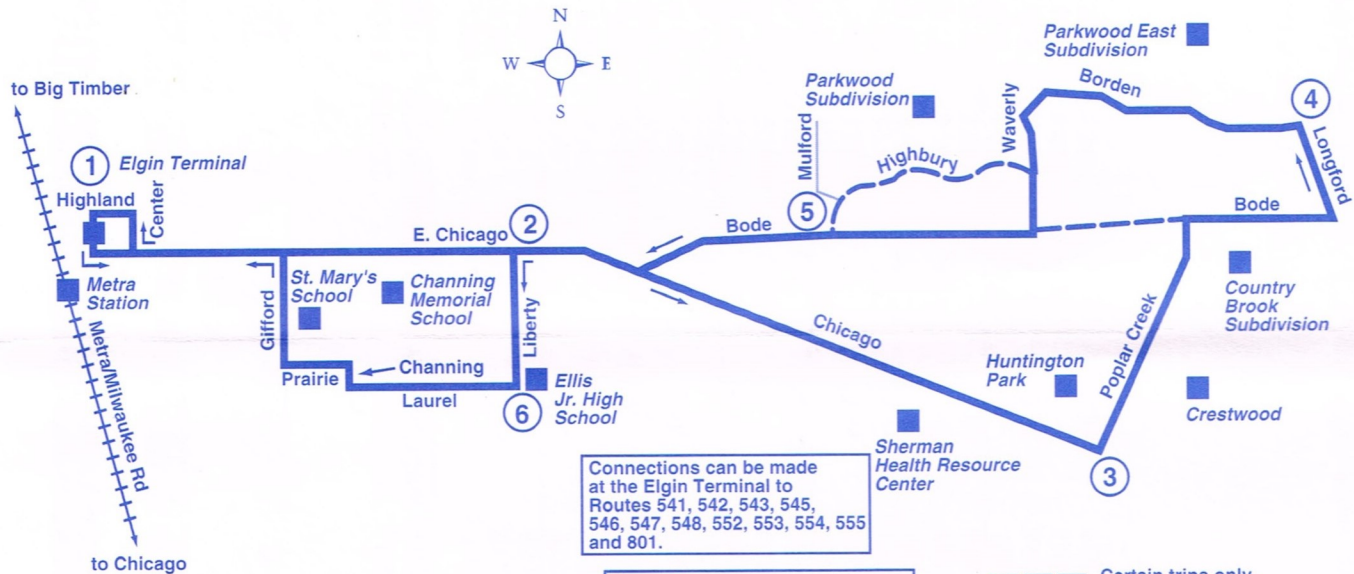 N
W
E
S
to Big Timber
1
Elgin Terminal
Highland
Center
Metra
Station
Metra/Milwaukee Rd
to Chicago
Gifford
St. Mary's
School
Channing
Memorial
School
E. Chicago
2
Liberty
Prairie
Channing
Laurel
6
Ellis
Jr. High
School
Parkwood
Subdivision
Mulford
Highbury
5
Bode
Waverly
Parkwood East
Subdivision
Borden
4
Longford
Bode
Country
Brook
Subdivision
Poplar Creek
Crestwood
Chicago
Huntington
Park
3
Sherman
Health Resource
Center
Connections can be made
at the Elgin Terminal to
Routes 541, 542, 543, 545,
546, 547, 548, 552, 553, 554, 555
and 801.
Certain trips only